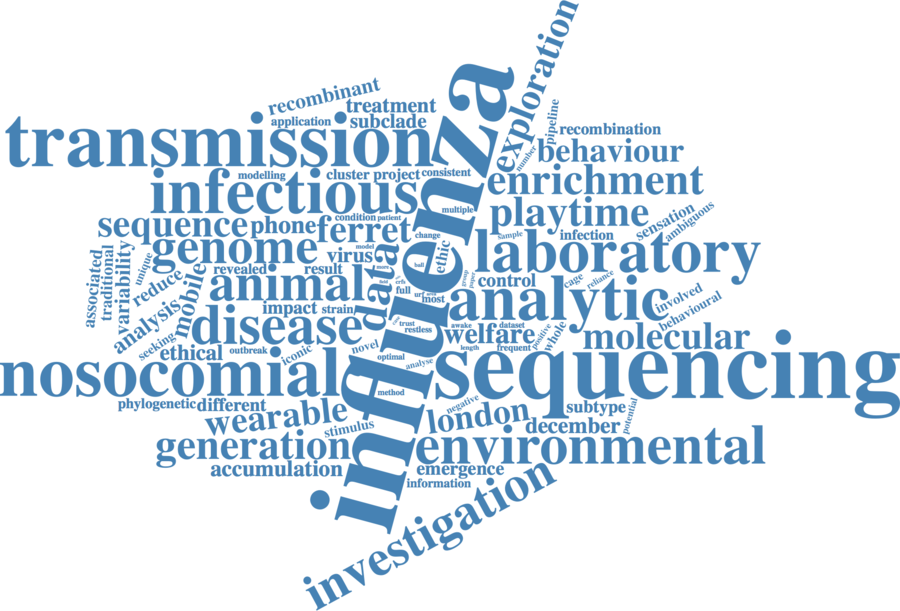 exploration
influenza
recombinant
treatment
application
subclade
pipeline
recombination
transmission
number
behaviour
modelling
cluster project
consistent
enrichment
infectious
multiple
playtime
sensation
ambiguous
condition
patient
sequence
phone
ferret
change
sample
infection
genome
model
virus
ethic
laboratory
associated
traditional
variability
unique
reduce
mobile
revealed
result
data
more
bull
group
paper
control
cage
reliance
animal
full
most
analytic
involved
behavioural
analysis
impact
strain
trust
restless
awake
dataset
disease
welfare
positive
whole
molecular
seeking
ethical
outbreak
iconic
novel
optimal
analyse
length
frequent
nosocomial
sequencing
method
phylogenetic
different
wearable
stimulus
negative
london
subtype
potential
december
generation
environmental
accumulation
emergence
information
investigation